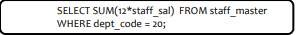 SELECT SUM(12*staff_sal) FROM staff_master
WHERE dept_code = 20;